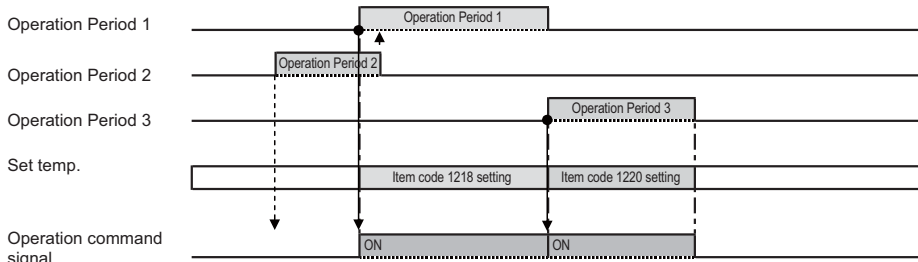 Operation Period 1
Operation Period 1
Operation Period 2
Operation Period 2
Operation Period 3
Operation Period 3
Set temp.
Item code 1218 setting
Item code 1220 setting
Operation command
signal
ON
ON